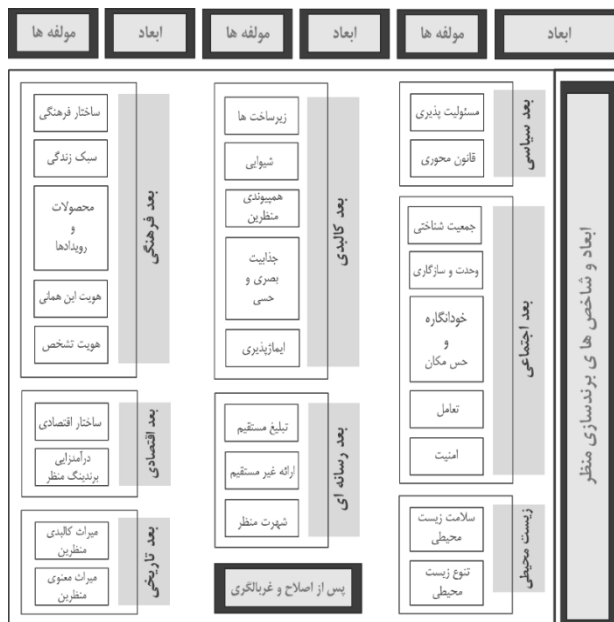 ابعاد
مولفه ها
ابعاد
مولفه ها
ابعاد
مولفه ها
ابعاد و شاخص ها ی برندسازی منظر
بعد سیاسی
مسئولیت پذیری
قانون محوری
بعد اجتماعی
جمعیت شناختی
وحدت و سازگاری
خودانگاره
و
حس مکان
تعامل
امنیت
زیست محیطی
سلامت زیست
محیطی
تنوع زیست
محیطی
بعد کالبدی
زیرساخت ها
شیوایی
همپیوندی
منظرین
جذابیت
بصری و
حسی
ایماژپذیری
بعد رسانه ای
تبلیغ مستقیم
ارائه غیر مستقیم
شهرت منظر
پس از اصلاح و غربالگری
بعد فرهنگی
ساختار فرهنگی
سبک زندگی
محصولات
و
رویدادها
هویت این همانی
هویت تشخص
بعد اقتصادی
ساختار اقتصادی
درآمدزایی
برندینگ منظر
بعد تاریخی
میراث کالبدی
منظرین
میراث معنوی
منظرین